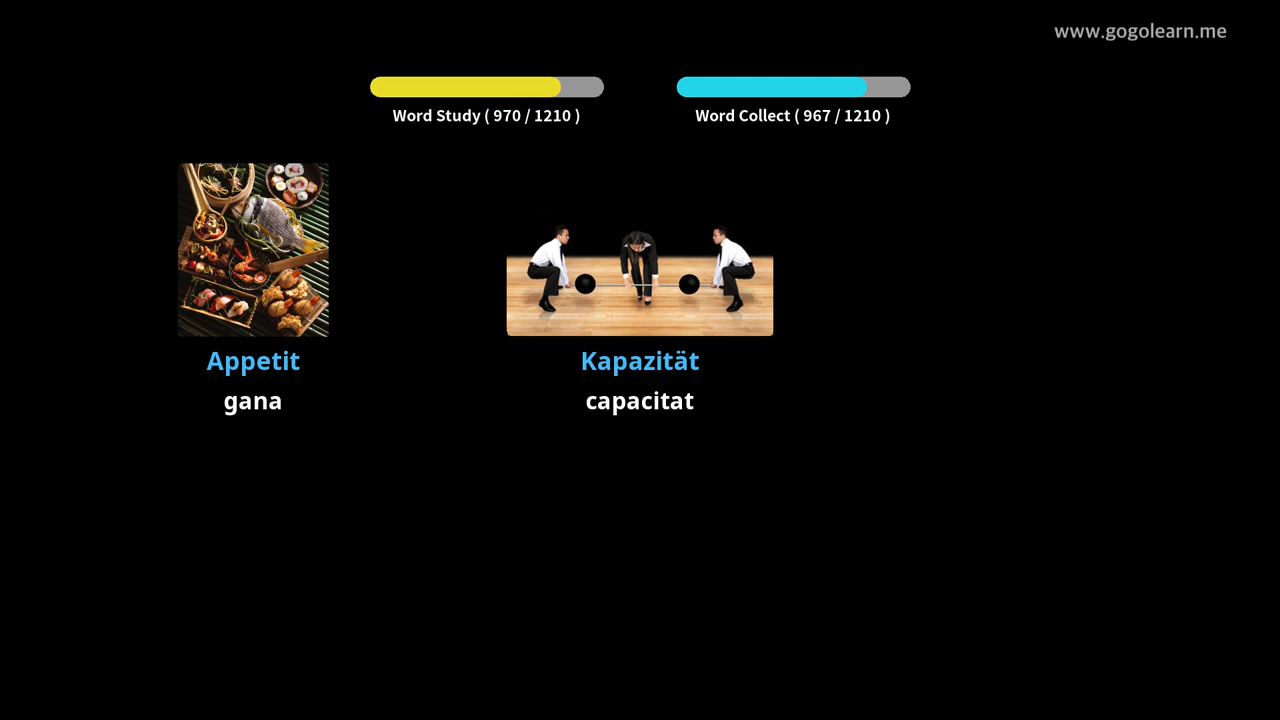 www.gogolearn.me
Word Study ( 970 / 1210 )
Word Collect ( 967 / 1210 )
Appetit
gana
Kapazität
capacitat